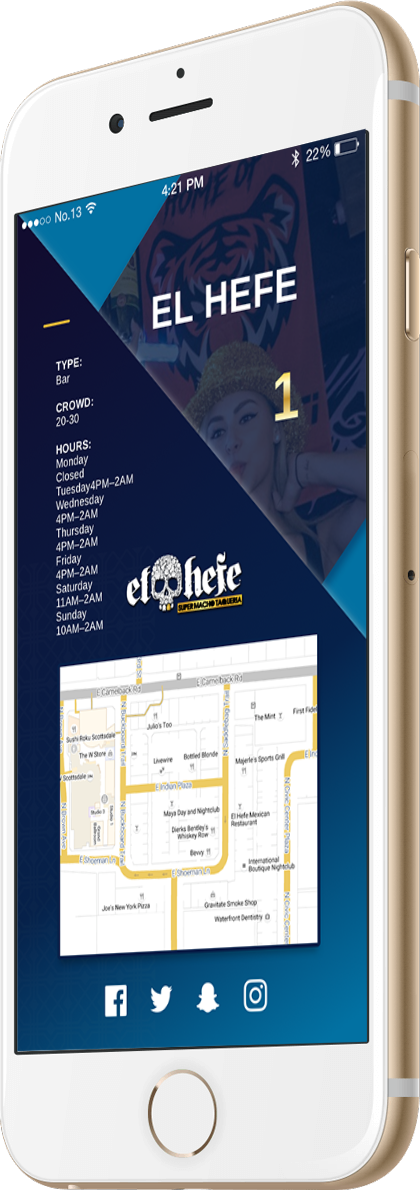 No.13
4:21 PM
22%
HOME OF
EL HEFE
1
TYPE:
Bar
CROWD:
20-30
HOURS:
Monday
Closed
Tuesday4PM–2AM
Wednesday
4PM–2AM
Thursday
4PM–2AM
Friday
4PM–2AM
Saturday
11AM–2AM
Sunday
10AM–2AM
el hefe
SUPER MACHO TAQUERIA
E Camelback Rd
E Camelback Rd
Sushi Roku Scottsdale
Julio's Too
The Mint
First Fide
The W Store
Livewire
Bottled Blonde
Majerle's Sports Grill
Scottsdale
E Indian Plaza
Maya Day and Nightclub
Dierks Bentley's
Whiskey Row
El Hefe Mexican
Restaurant
Bevvy
E Shoeman Ln
E Shoeman Ln
International
Boutique Nightclub
Joe's New York Pizza
Gravitate Smoke Shop
Waterfront Dentistry